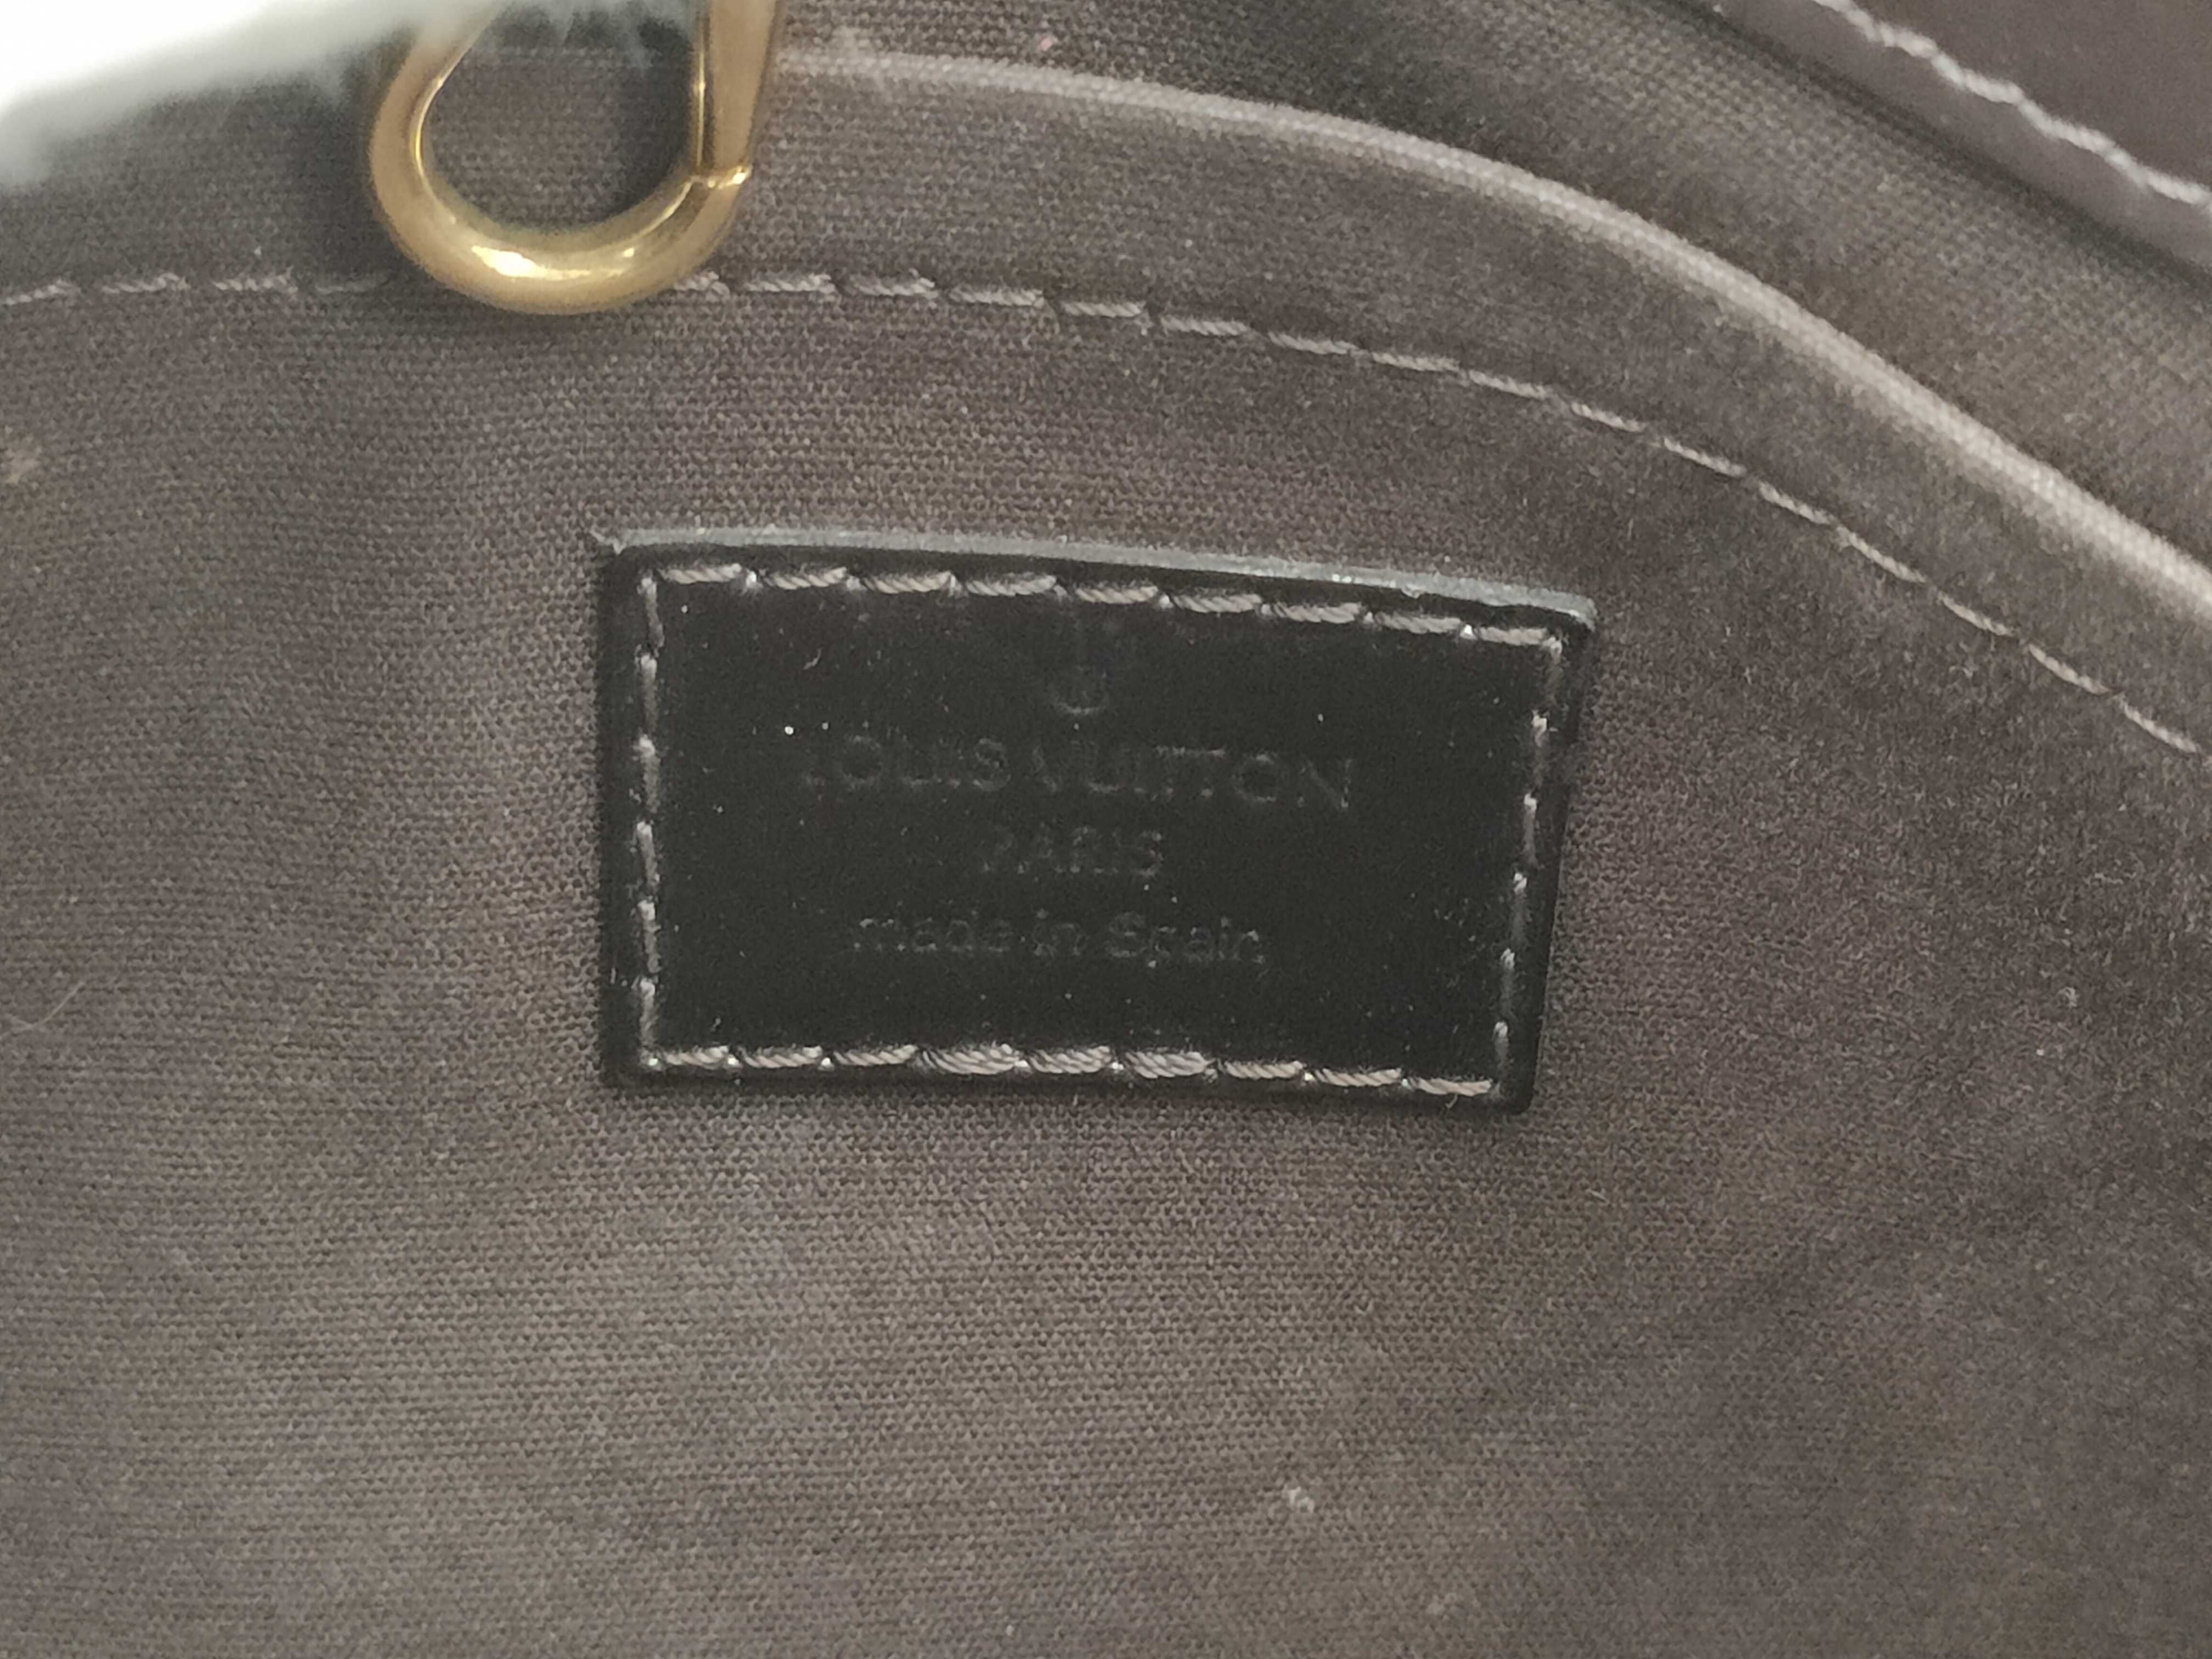 ®
LOUIS VUITTON
PARIS
made in Spain